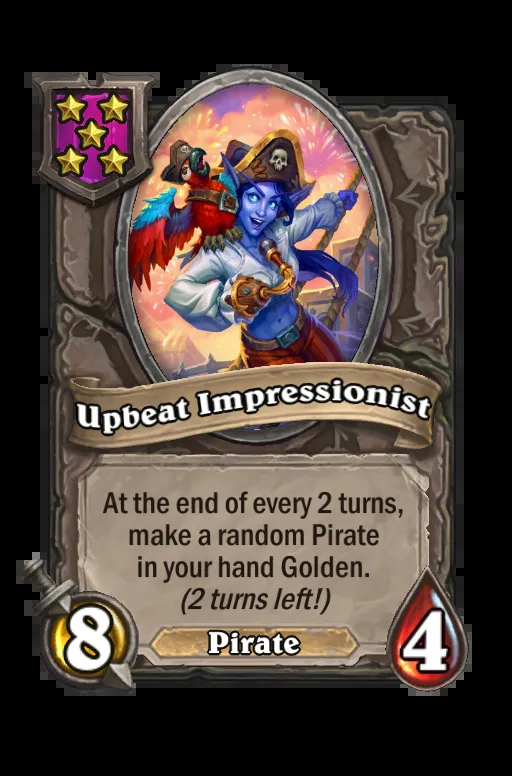 Upbeat Impressionist
At the end of every 2 turns,
make a random Pirate
in your hand Golden.
(2 turns left!)
8
Pirate
4